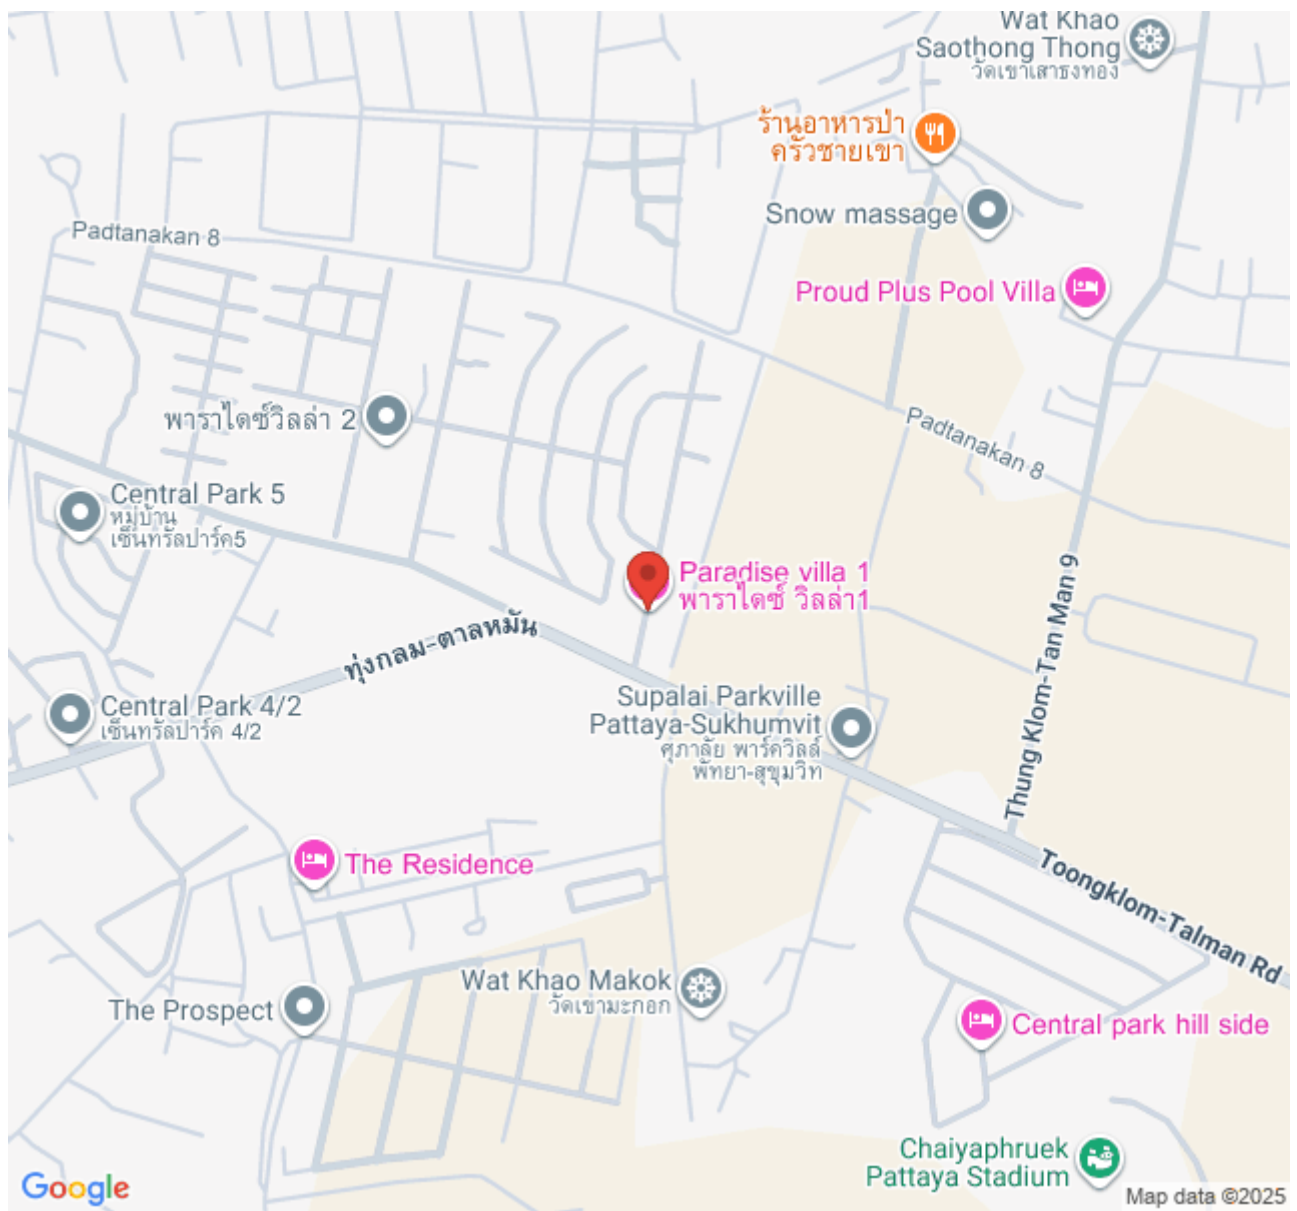 Wat Khao
Saothong Thong
วัดเขาเสาธงทอง
ร้านอาหารป่า
ครัวชายเขา
Snow massage
Padtanakan 8
Proud Plus Pool Villa
พาราไดซ์วิลล่า 2
Padtanakan 8
Central Park 5
หมู่บ้าน
เซ็นทรัลปาร์ค5
Paradise villa 1
พาราไดซ์ วิลล่า1
Thung Klom-Tan Man 9
ทุ่งกลม-ตาลหมัน
Central Park 4/2
เซ็นทรัลปาร์ค 4/2
Supalai Parkville
Pattaya-Sukhumvit
ศุภาลัย พาร์ควิลล์
พัทยา-สุขุมวิท
The Residence
Toongklom-Talman Rd
Wat Khao Makok
วัดเขามะกอก
The Prospect
Central park hill side
Chaiyaphruek
Pattaya Stadium
Google
Map data ©2025